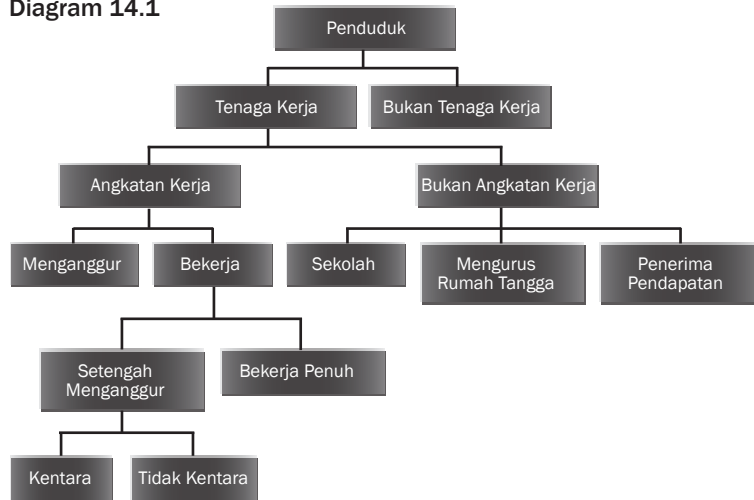 Diagram 14.1
Penduduk
Tenaga Kerja
Bukan Tenaga Kerja
Angkatan Kerja
Bukan Angkatan Kerja
Menganggur
Bekerja
Sekolah
Mengurus
Rumah Tangga
Penerima
Pendapatan
Setengah
Menganggur
Bekerja Penuh
Kentara
Tidak Kentara